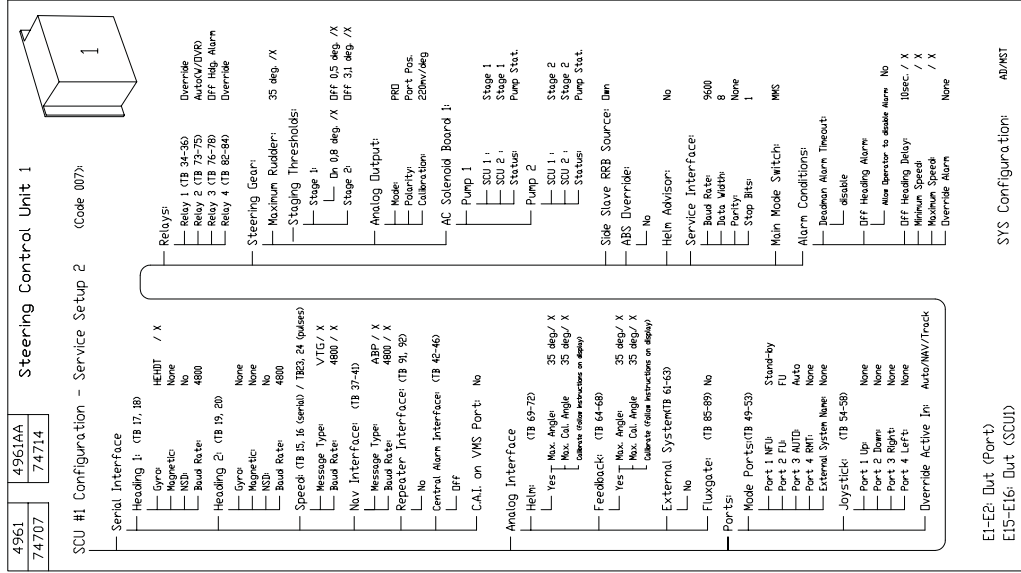 4961
74707
4961AA
74714
Steering Control Unit 1
1
SCU #1 Configuration - Service Setup 2
(Code 007):
Serial Interface
Heading 1: (TB 17, 18)
Gyro: HEHDT / X
Magnetic: None
NSD: No
Baud Rate: 4800
Heading 2: (TB 19, 20)
Gyro: None
Magnetic: None
NSD: No
Baud Rate: 4800
Speed: (TB 15, 16 (serial) / TB23, 24 (pulses)
Message Type: VTG/ X
Baud Rate: 4800 / X
Nav Interface: (TB 37-41)
Message Type: ABP / X
Baud Rate: 4800 / X
Repeater Interface: (TB 91, 92)
No
Central Alarm Interface: (TB 42-46)
Off
C.A.I. on VMS Port: No
Analog Interface
Helm: (TB 69-72)
Yes Max. Angle: 35 deg/ X
Max. Cal. Angle 35 deg/ X
Calibrate (follow instructions on display)
Feedback: (TB 64-68)
Yes Max. Angle: 35 deg/ X
Max. Cal. Angle 35 deg/ X
Calibrate (follow instructions on display)
External System(TB 61-63)
No
Fluxgate: (TB 85-89) No
Ports:
Mode Ports:(TB 49-53)
Port 1 NFU: Stand-by
Port 2 FU: FU
Port 3 AUTO: Auto
Port 4 RMT: None
External System Name: None
Joystick: (TB 54-58)
Port 1 Up: None
Port 2 Down: None
Port 3 Right: None
Port 4 Left: None
Override Active In: Auto/NAV/Track
Relays:
Relay 1 (TB 34-36) Override
Relay 2 (TB 73-75) Auto(W/OVR)
Relay 3 (TB 76-78) Off Hdg. Alarm
Relay 4 (TB 82-84) Override
Steering Gear:
Maximum Rudder: 35 deg. /X
Staging Thresholds:
Stage 1:
On 0,8 deg. /X Off 0,5 deg. /X
Stage 2: Off 3,1 deg. /X
Analog Output:
Mode: PRO
Polarity: Port Pos.
Calibration: 220mv/deg
AC Solenoid Board 1:
Pump 1
SCU 1 : Stage 1
SCU 2 : Stage 1
Status: Pump Stat.
Pump 2
SCU 1 : Stage 2
SCU 2 : Stage 2
Status: Pump Stat.
Side Slave RRB Source: Own
ABS Override:
No
Helm Advisor: No
Service Interface:
Baud Rate: 9600
Data Width: 8
Parity: None
Stop Bits: 1
Main Mode Switch: MMS
Alarm Conditions:
Deadman Alarm Timeout:
disable
Off Heading Alarm:
Allow Operator to disable Alarm No
Off Heading Delay: 10sec. / X
Minimum Speed: / X
Maximum Speed: / X
Override Alarm None
E1-E2: Out (Port)
E15-E16: Out (SCU1)
SYS Configuration: AD/MST